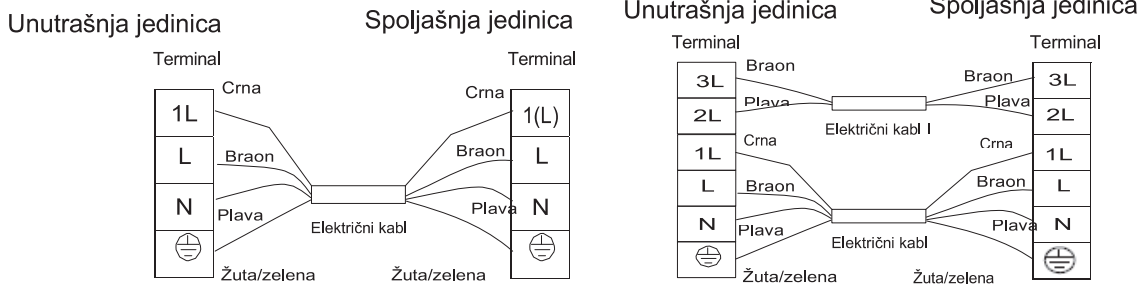 Unutrašnja jedinica Spoljašnja jedinica
Terminal Terminal
Crna Crna
1L 1(L)
Braon Braon
L L
N N
Plava Plava
Električni kabl
Žuta/zelena Žuta/zelena
Unutrašnja jedinica Spoljašnja jedinica
Terminal Terminal
Braon Braon
3L 3L
Plava Plava
2L 2L
Električni kabl I
Crna Crna
1L 1L
Braon Braon
L L
N N
Plava Plava
Električni kabl
Žuta/zelena Žuta/zelena